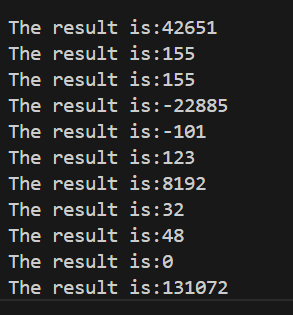 The result is:42651
The result is:155
The result is:155
The result is:-22885
The result is:-101
The result is:123
The result is:8192
The result is:32
The result is:48
The result is:0
The result is:131072